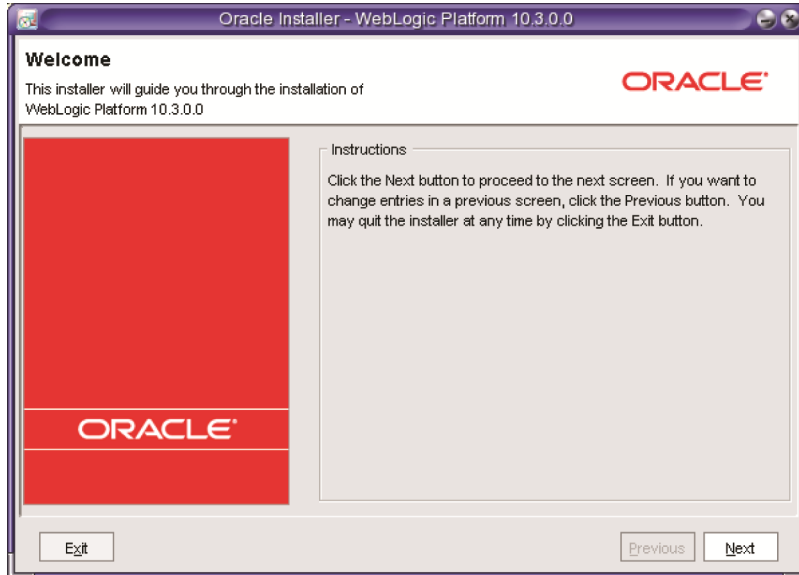 Oracle Installer - WebLogic Platform 10.3.0.0
Welcome
This installer will guide you through the installation of
WebLogic Platform 10.3.0.0
ORACLE
Instructions
Click the Next button to proceed to the next screen. If you want to
change entries in a previous screen, click the Previous button. You
may quit the installer at any time by clicking the Exit button.
ORACLE
Exit
Previous
Next